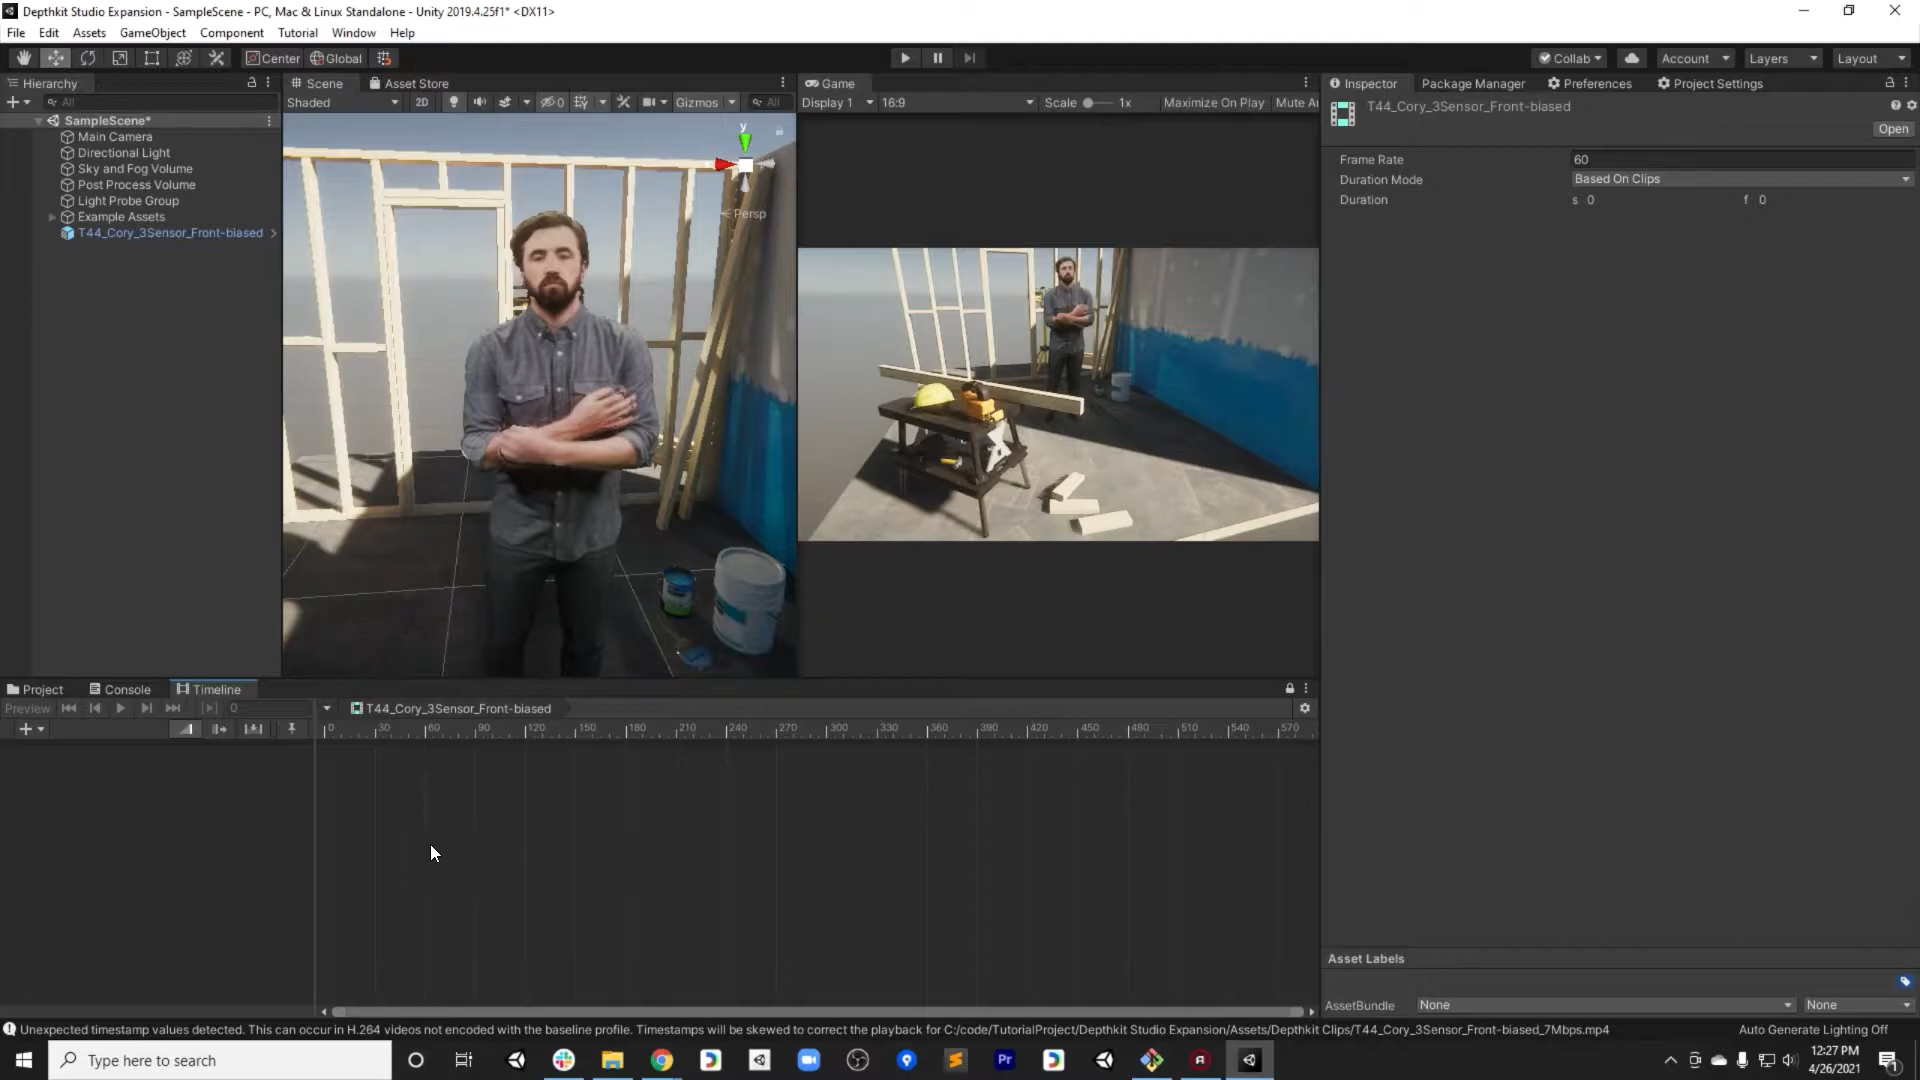 Depthkit Studio Expansion - SampleScene - PC, Mac & Linux Standalone - Unity 2019.4.25f1* <DX11>
File Edit Assets GameObject Component Tools Tutorial Window Help
Center Global Collab Account Layers Layout
Hierarchy Scene Asset Store Game Inspector Package Manager Preferences Project Settings
All Shaded 2D 0 Gizmos All Display 1 16:9 Scale 1x Maximize On Play Mute Au
T44_Cory_3Sensor_Front-biased
Open
SampleScene*
Main Camera
Directional Light
Sky and Fog Volume
Post Process Volume
Light Probe Group
Example Assets
T44_Cory_3Sensor_Front-biased
y
Persp
Frame Rate 60
Duration Mode Based On Clips
Duration s 0 f 0
Project Console Timeline
Preview 0 T44_Cory_3Sensor_Front-biased
0 30 60 90 120 150 180 210 240 270 300 330 360 390 420 450 480 510 540 570
Asset Labels
AssetBundle None None
Unexpected timestamp values detected. This can occur in H.264 videos not encoded with the baseline profile. Timestamps will be skewed to correct the playback for C:/code/TutorialProject/Depthkit Studio Expansion/Assets/Depthkit Clips/T44_Cory_3Sensor_Front-biased_7Mbps.mp4 Auto Generate Lighting Off
Type here to search
Pr
12:27 PM
4/26/2021
1